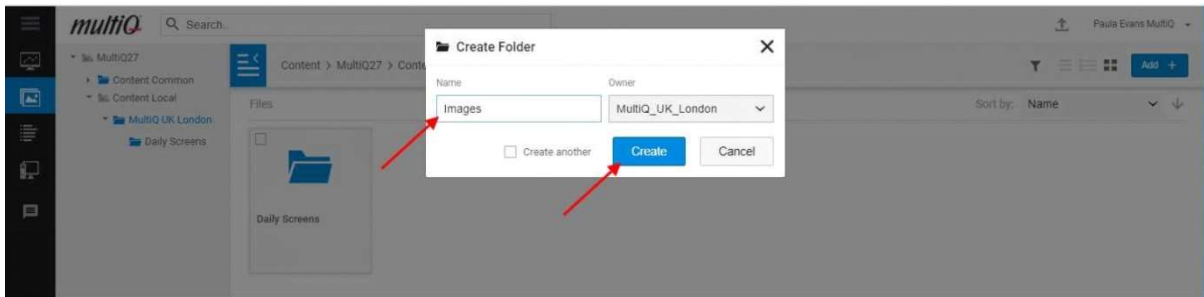 multiQ
Search..
Paula Evans MultiQ
MultiQ27
Content Common
Content Local
MultiQ UK London
Daily Screens
Content > MultiQ27 > Conte
Add +
Files
Sort by: Name
Daily Screens
Create Folder
Name
Owner
Images
MultiQ_UK_London
Create another
Create
Cancel